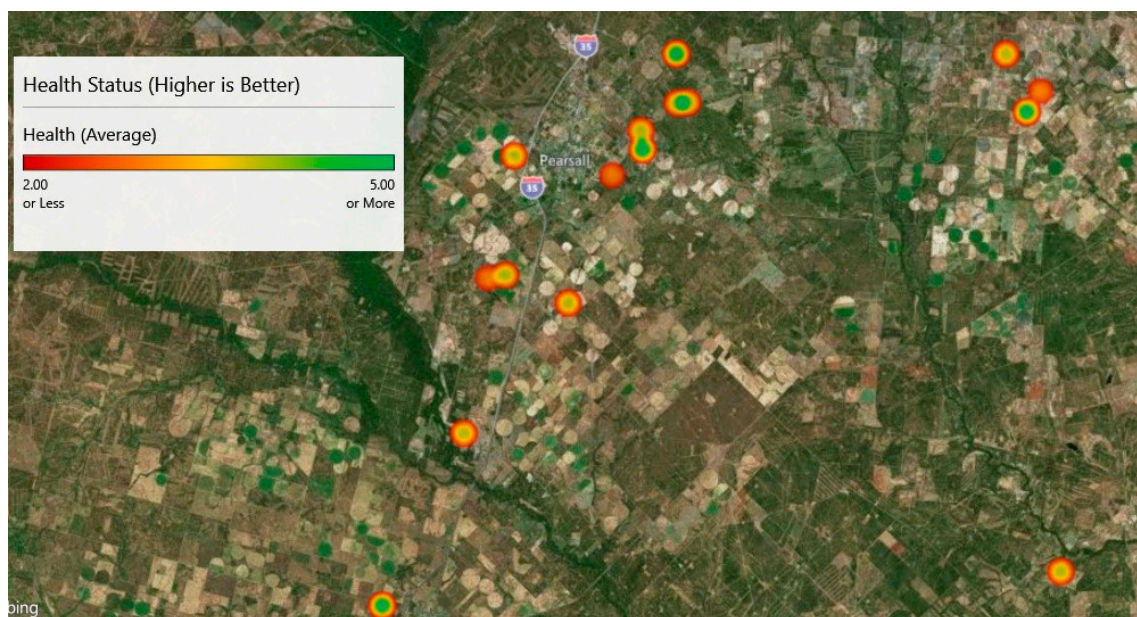 35
Health Status (Higher is Better)
Health (Average)
Pearsall
2.00
5.00
35
or Less
or More
bing